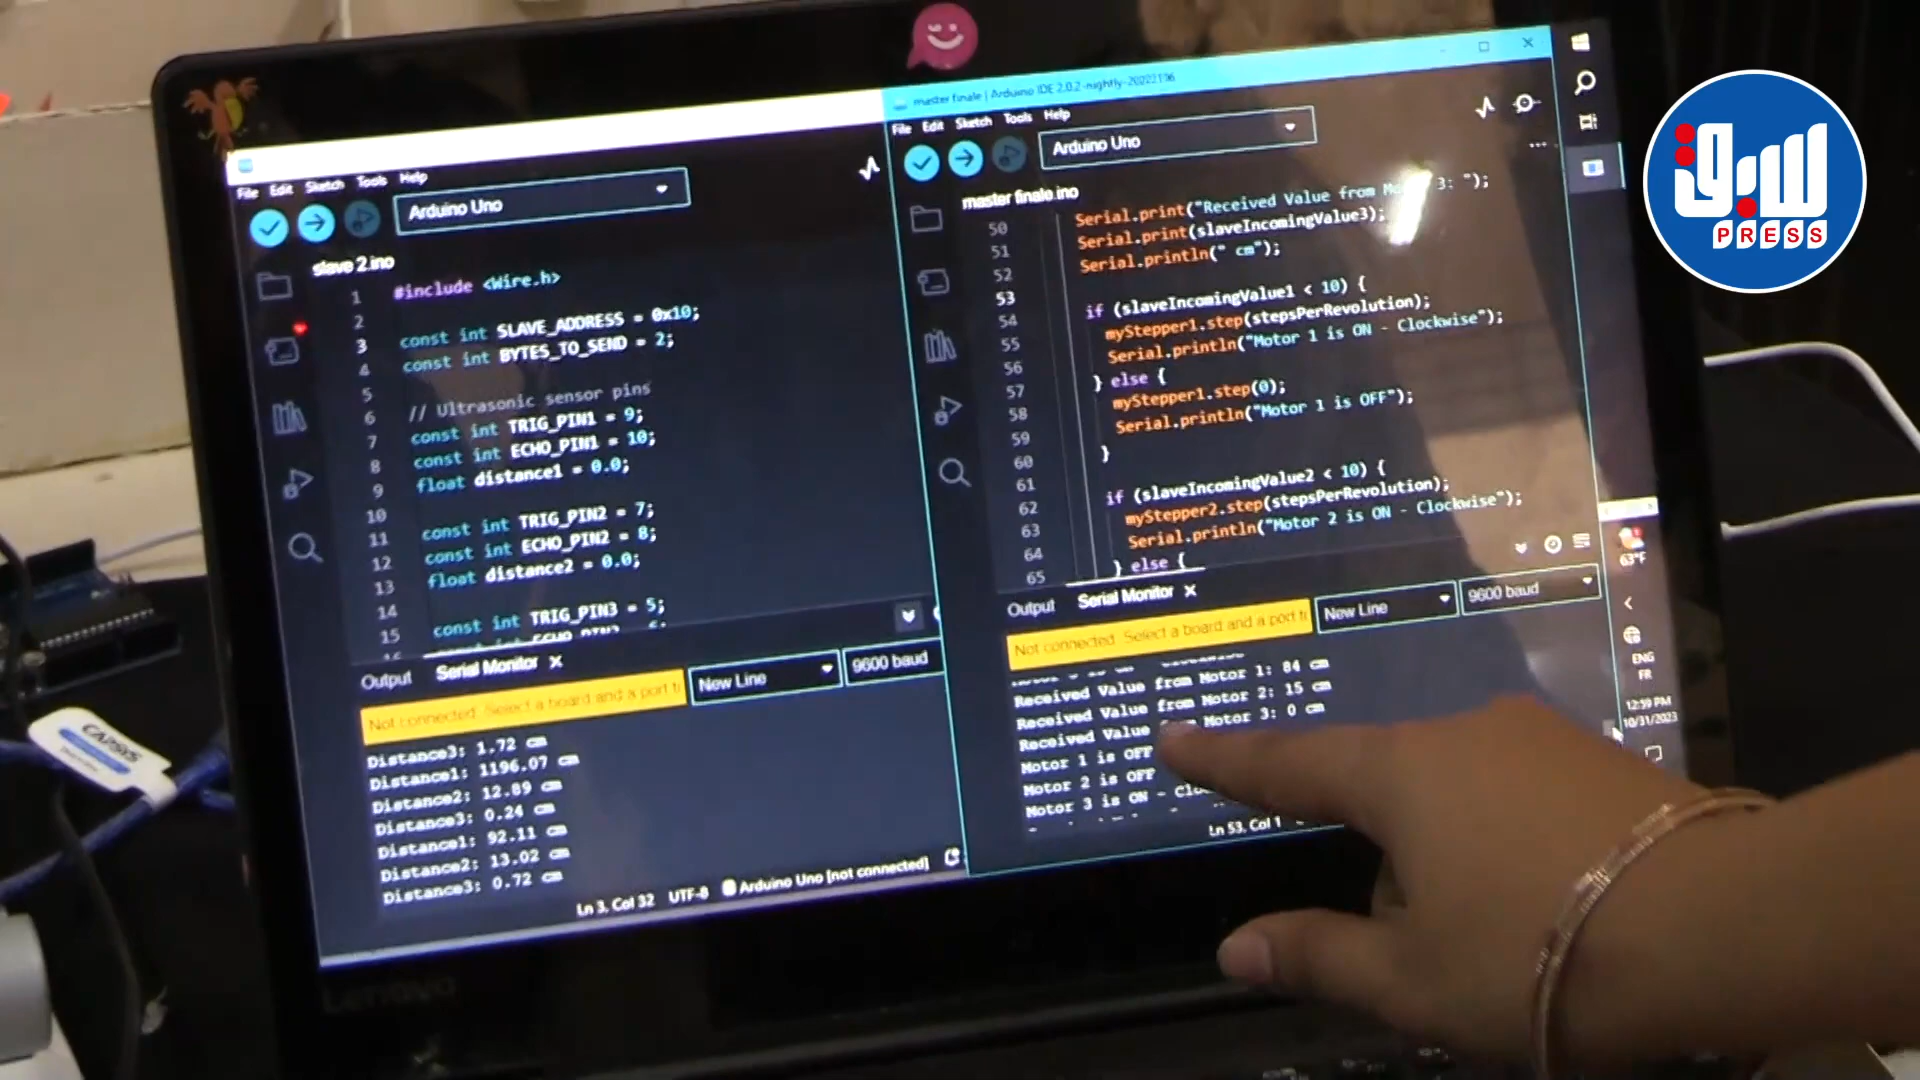 File Edit Sketch Tools Help
Arduino Uno
slave 2.ino
1 #include <Wire.h>
2
3 const int SLAVE_ADDRESS = 0x10;
4 const int BYTES_TO_SEND = 2;
5
6 // Ultrasonic sensor pins
7 const int TRIG_PIN1 = 9;
8 const int ECHO_PIN1 = 10;
9 float distance1 = 0.0;
10
11 const int TRIG_PIN2 = 7;
12 const int ECHO_PIN2 = 8;
13 float distance2 = 0.0;
14
15 const int TRIG_PIN3 = 5;
Output Serial Monitor
Not connected. Select a board and a port
New Line
9600 baud
Distance3: 1.72 cm
Distance1: 1196.07 cm
Distance2: 12.89 cm
Distance3: 0.24 cm
Distance1: 92.11 cm
Distance2: 13.02 cm
Distance3: 0.72 cm
Ln 3, Col 32 UTF-8 Arduino Uno [not connected]
master finale | Arduino IDE 2.0.2-nightly
File Edit Sketch Tools Help
Arduino Uno
master finale.ino
50 Serial.print("Received Value from 3: ");
51 Serial.print(slaveIncomingValue3);
52 Serial.println(" cm");
53
54 if (slaveIncomingValue1 < 10) {
55 myStepper1.step(stepsPerRevolution);
56 Serial.println("Motor 1 is ON - Clockwise");
57 } else {
58 myStepper1.step(0);
59 Serial.println("Motor 1 is OFF");
60 }
61
62 if (slaveIncomingValue2 < 10) {
63 myStepper2.step(stepsPerRevolution);
64 Serial.println("Motor 2 is ON - Clockwise");
65 } else {
Output Serial Monitor
Not connected. Select a board and a port
New Line
9600 baud
Received Value from Motor 1: 84 cm
Received Value from Motor 2: 15 cm
Received Value Motor 3: 0 cm
Motor 1 is OFF
Motor 2 is OFF
Motor 3 is ON -
Ln 53, Col 1
63°F
ENG
FR
12:59 PM
10/31/2023
Lenovo
CAPSYS
سبق
PRESS